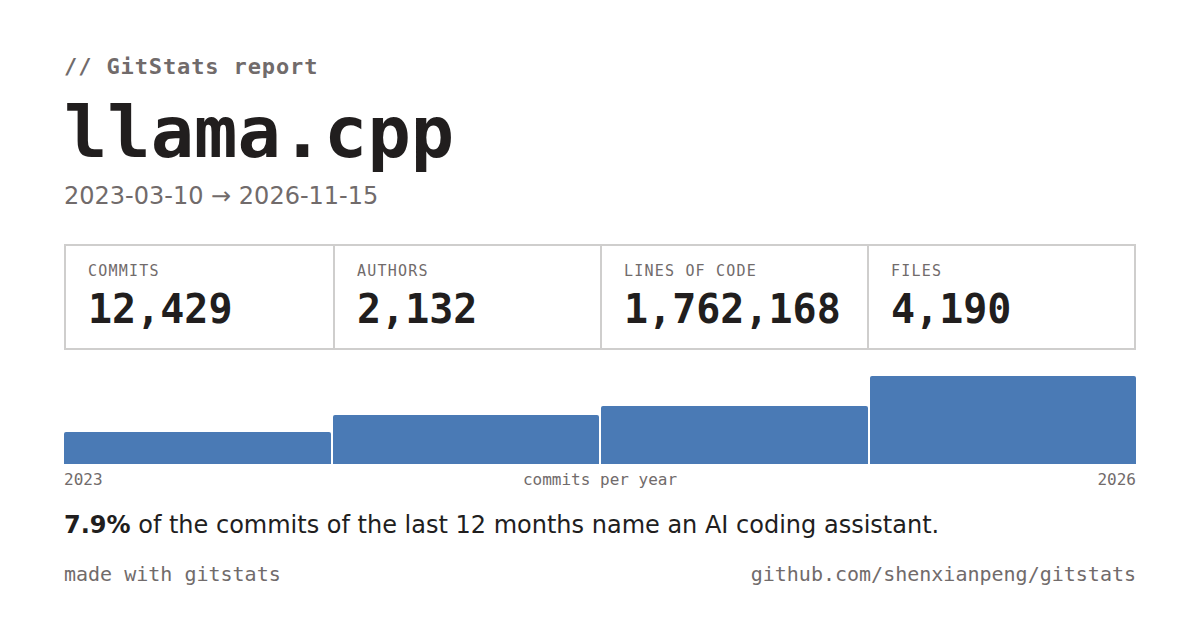 // GitStats report
llama.cpp
2023-03-10 → 2026-11-15
COMMITS AUTHORS LINES OF CODE FILES
12,429 2,132 1,762,168 4,190
2023 commits per year 2026
7.9% of the commits of the last 12 months name an AI coding assistant.
made with gitstats github.com/shenxianpeng/gitstats